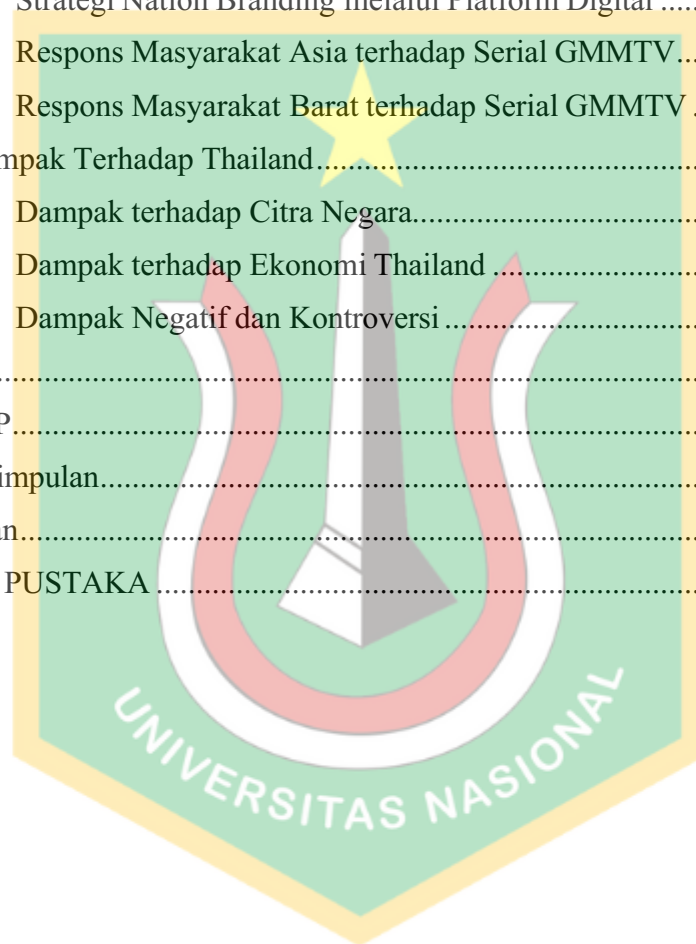 Strategi Nation Branding melalui Platform Digital .....
Respons Masyarakat Asia terhadap Serial GMMTV...
Respons Masyarakat Barat terhadap Serial GMMTV .
mpak Terhadap Thailand.................................................
Dampak terhadap Citra Negara.....................................
Dampak terhadap Ekonomi Thailand ...........................
Dampak Negatif dan Kontroversi .................................
..........................................................................................
P.........................................................................................
impulan..............................................................................
an........................................................................................
PUSTAKA .......................................................................
UNIVERSITAS NASIONAL